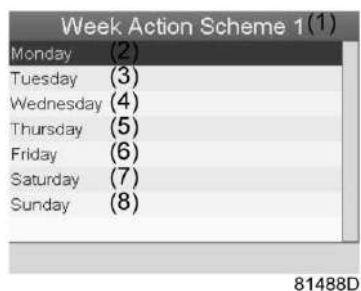 Week Action Scheme 1(1)
Monday (2)
Tuesday (3)
Wednesday (4)
Thursday (5)
Friday (6)
Saturday (7)
Sunday (8)
81488D